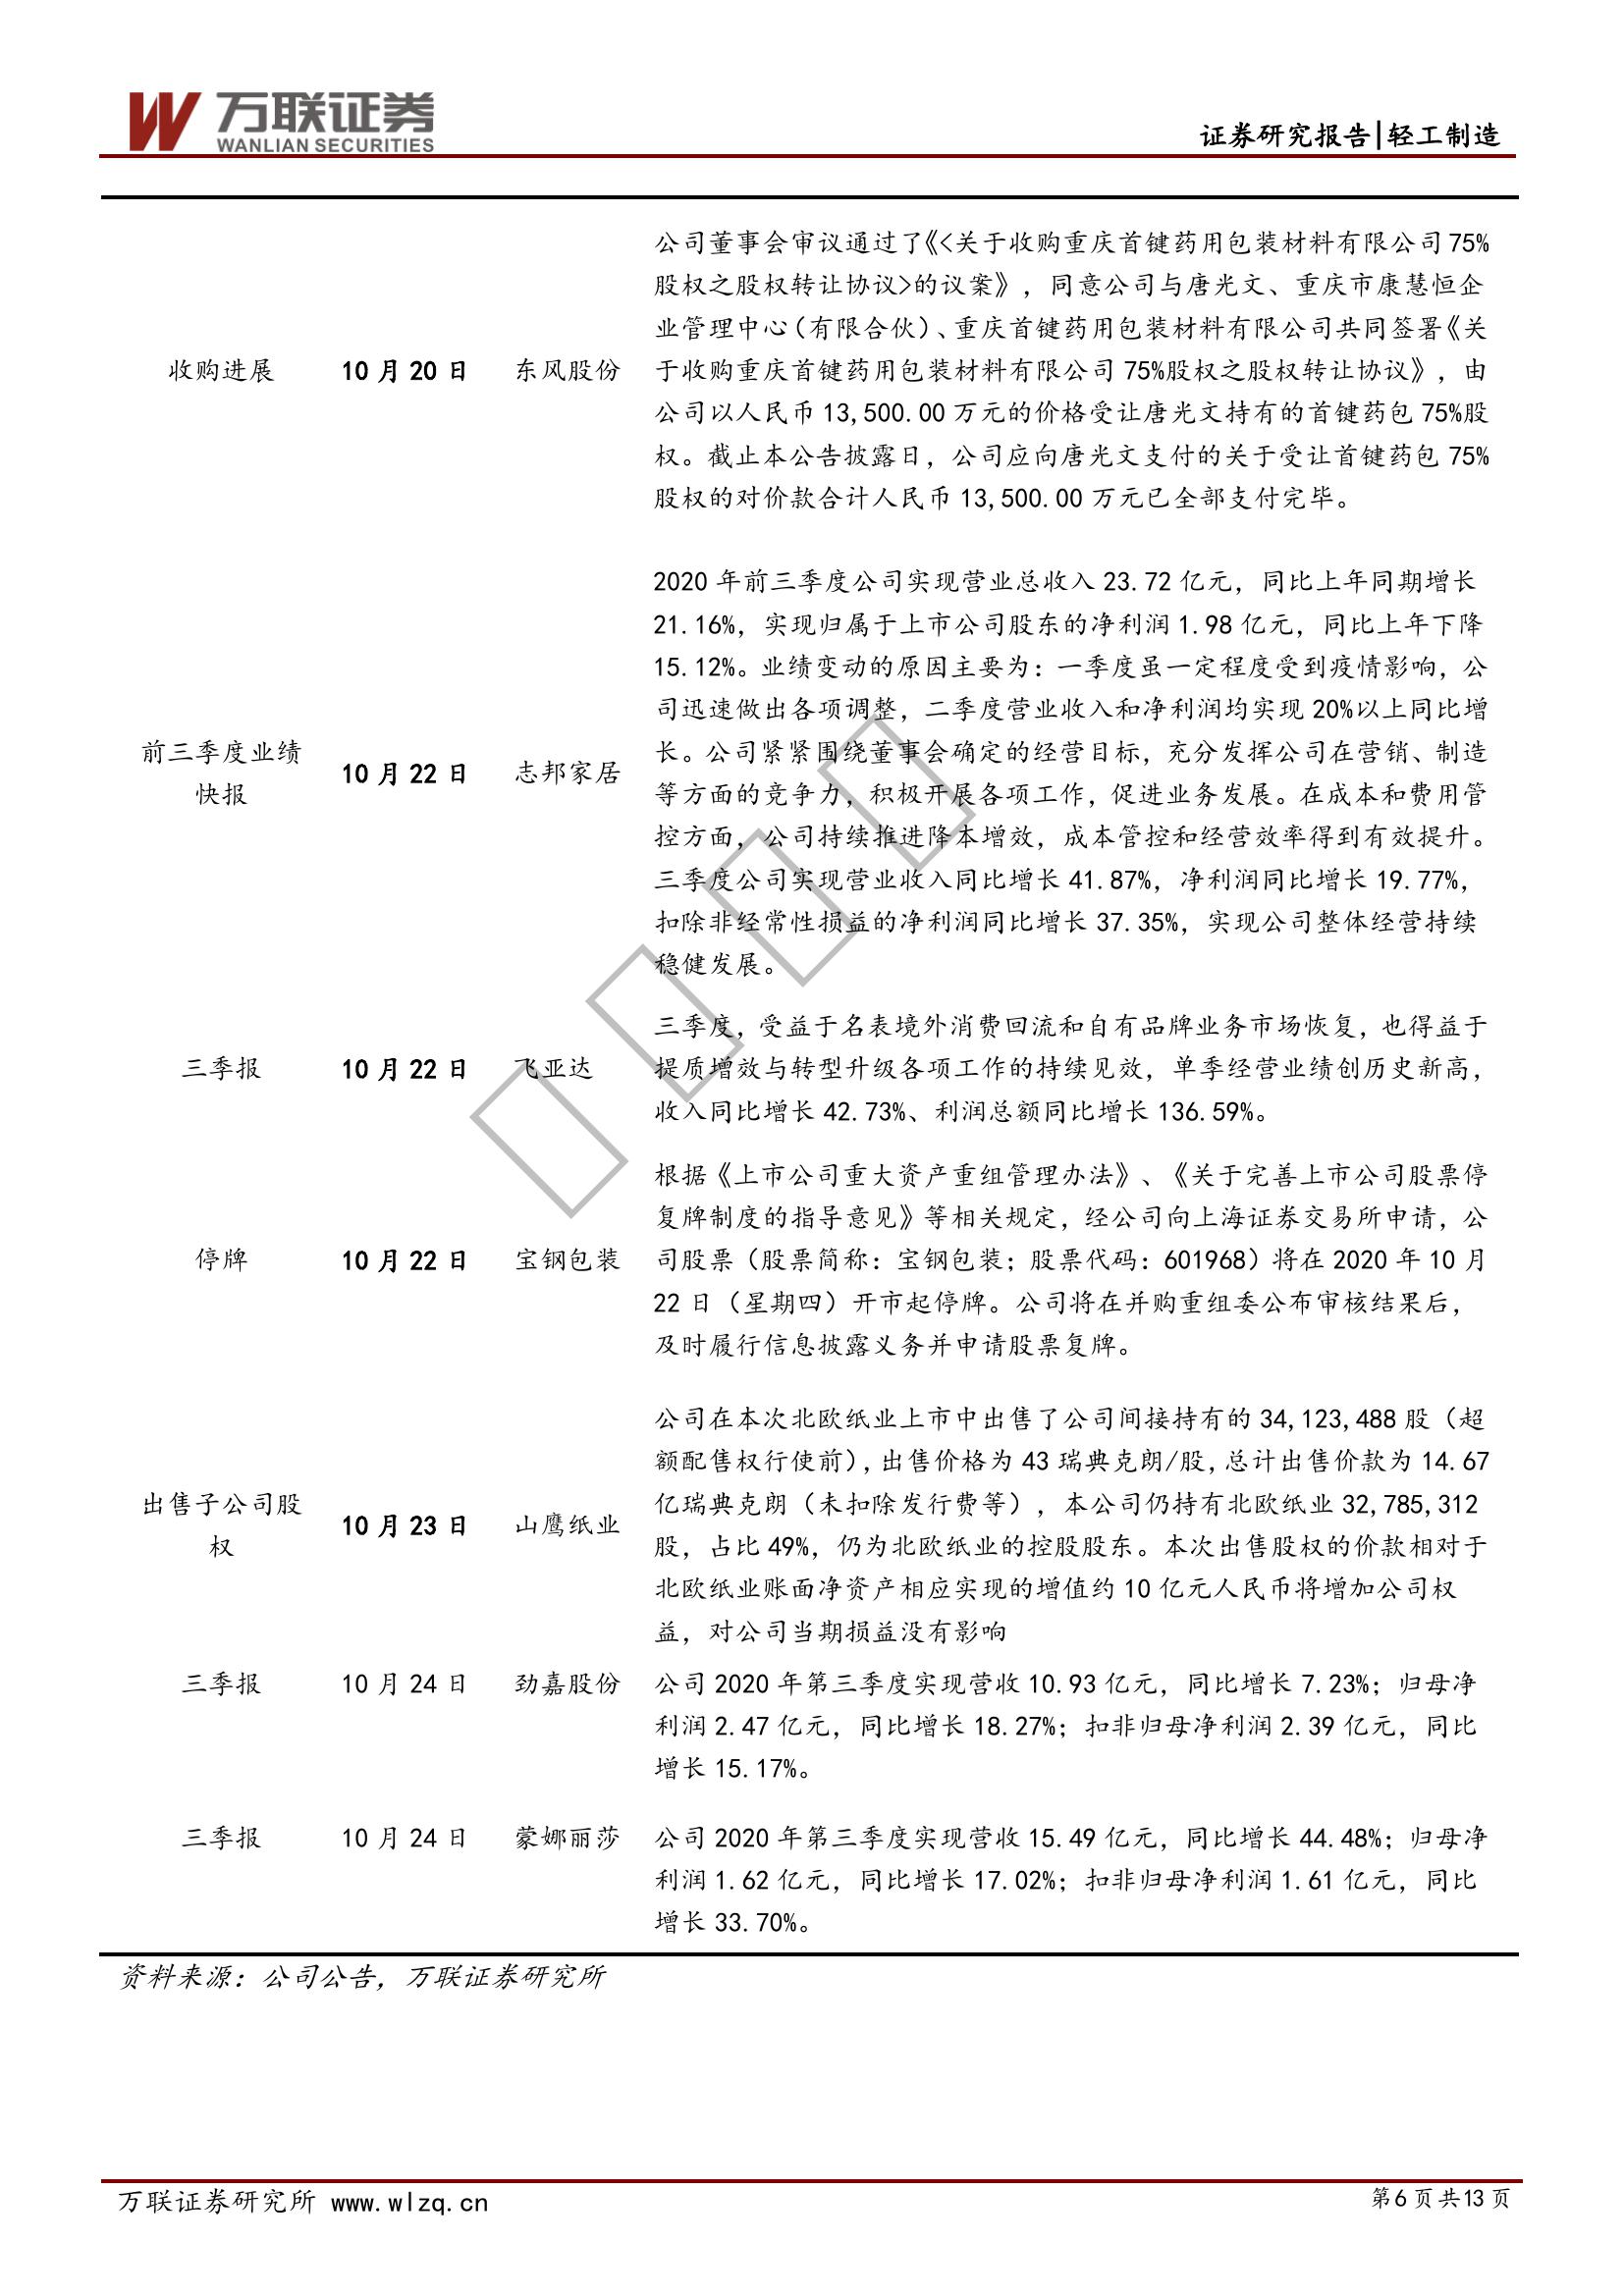 万联证券
WANLIAN SECURITIES
证券研究报告|轻工制造
收购进展
10 月 20 日
东风股份
公司董事会审议通过了《<关于收购重庆首键药用包装材料有限公司 75%
股权之股权转让协议>的议案》，同意公司与唐光文、重庆市康慧恒企
业管理中心（有限合伙）、重庆首键药用包装材料有限公司共同签署《关
于收购重庆首键药用包装材料有限公司 75%股权之股权转让协议》，由
公司以人民币 13,500.00 万元的价格受让唐光文持有的首键药包 75%股
权。截止本公告披露日，公司应向唐光文支付的关于受让首键药包 75%
股权的对价款合计人民币 13,500.00 万元已全部支付完毕。
前三季度业绩
快报
10 月 22 日
志邦家居
2020 年前三季度公司实现营业总收入 23.72 亿元，同比上年同期增长
21.16%，实现归属于上市公司股东的净利润 1.98 亿元，同比上年下降
15.12%。业绩变动的原因主要为：一季度虽一定程度受到疫情影响，公
司迅速做出各项调整，二季度营业收入和净利润均实现 20%以上同比增
长。公司紧紧围绕董事会确定的经营目标，充分发挥公司在营销、制造
等方面的竞争力，积极开展各项工作，促进业务发展。在成本和费用管
控方面，公司持续推进降本增效，成本管控和经营效率得到有效提升。
三季度公司实现营业收入同比增长 41.87%，净利润同比增长 19.77%，
扣除非经常性损益的净利润同比增长 37.35%，实现公司整体经营持续
稳健发展。
三季报
10 月 22 日
飞亚达
三季度，受益于名表境外消费回流和自有品牌业务市场恢复，也得益于
提质增效与转型升级各项工作的持续见效，单季经营业绩创历史新高，
收入同比增长 42.73%、利润总额同比增长 136.59%。
停牌
10 月 22 日
宝钢包装
根据《上市公司重大资产重组管理办法》、《关于完善上市公司股票停
复牌制度的指导意见》等相关规定，经公司向上海证券交易所申请，公
司股票（股票简称：宝钢包装；股票代码：601968）将在 2020 年 10 月
22 日（星期四）开市起停牌。公司将在并购重组委公布审核结果后，
及时履行信息披露义务并申请股票复牌。
出售子公司股
权
10 月 23 日
山鹰纸业
公司在本次北欧纸业上市中出售了公司间接持有的 34,123,488 股（超
额配售权行使前），出售价格为 43 瑞典克朗/股，总计出售价款为 14.67
亿瑞典克朗（未扣除发行费等），本公司仍持有北欧纸业 32,785,312
股，占比 49%，仍为北欧纸业的控股股东。本次出售股权的价款相对于
北欧纸业账面净资产相应实现的增值约 10 亿元人民币将增加公司权
益，对公司当期损益没有影响
三季报
10 月 24 日
劲嘉股份
公司 2020 年第三季度实现营收 10.93 亿元，同比增长 7.23%；归母净
利润 2.47 亿元，同比增长 18.27%；扣非归母净利润 2.39 亿元，同比
增长 15.17%。
三季报
10 月 24 日
蒙娜丽莎
公司 2020 年第三季度实现营收 15.49 亿元，同比增长 44.48%；归母净
利润 1.62 亿元，同比增长 17.02%；扣非归母净利润 1.61 亿元，同比
增长 33.70%。
资料来源：公司公告，万联证券研究所
万联证券研究所 www.wlzq.cn
第 6 页 共 13 页